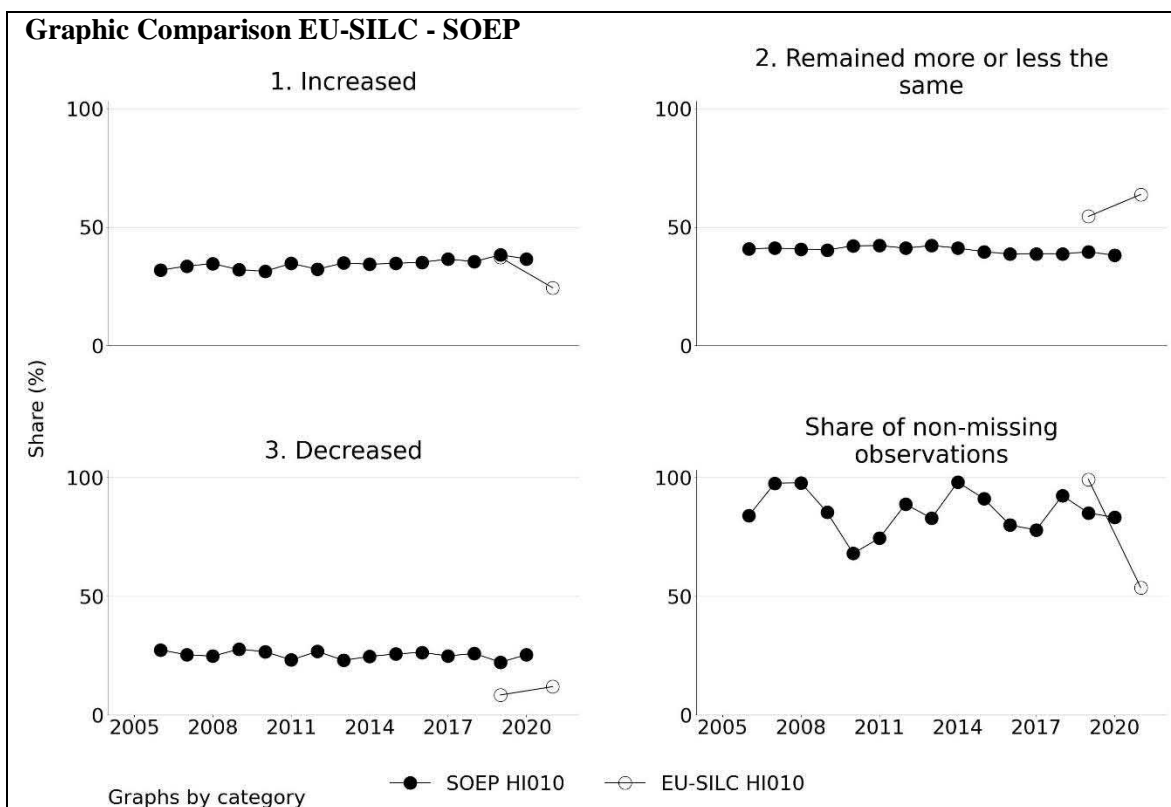 Graphic Comparison EU-SILC - SOEP
1. Increased
2. Remained more or less the
same
100
50
0
100
50
0
Share (%)
3. Decreased
Share of non-missing
observations
100
50
0
2005 2008 2011 2014 2017 2020
100
50
0
2005 2008 2011 2014 2017 2020
SOEP HI010
EU-SILC HI010
Graphs by category